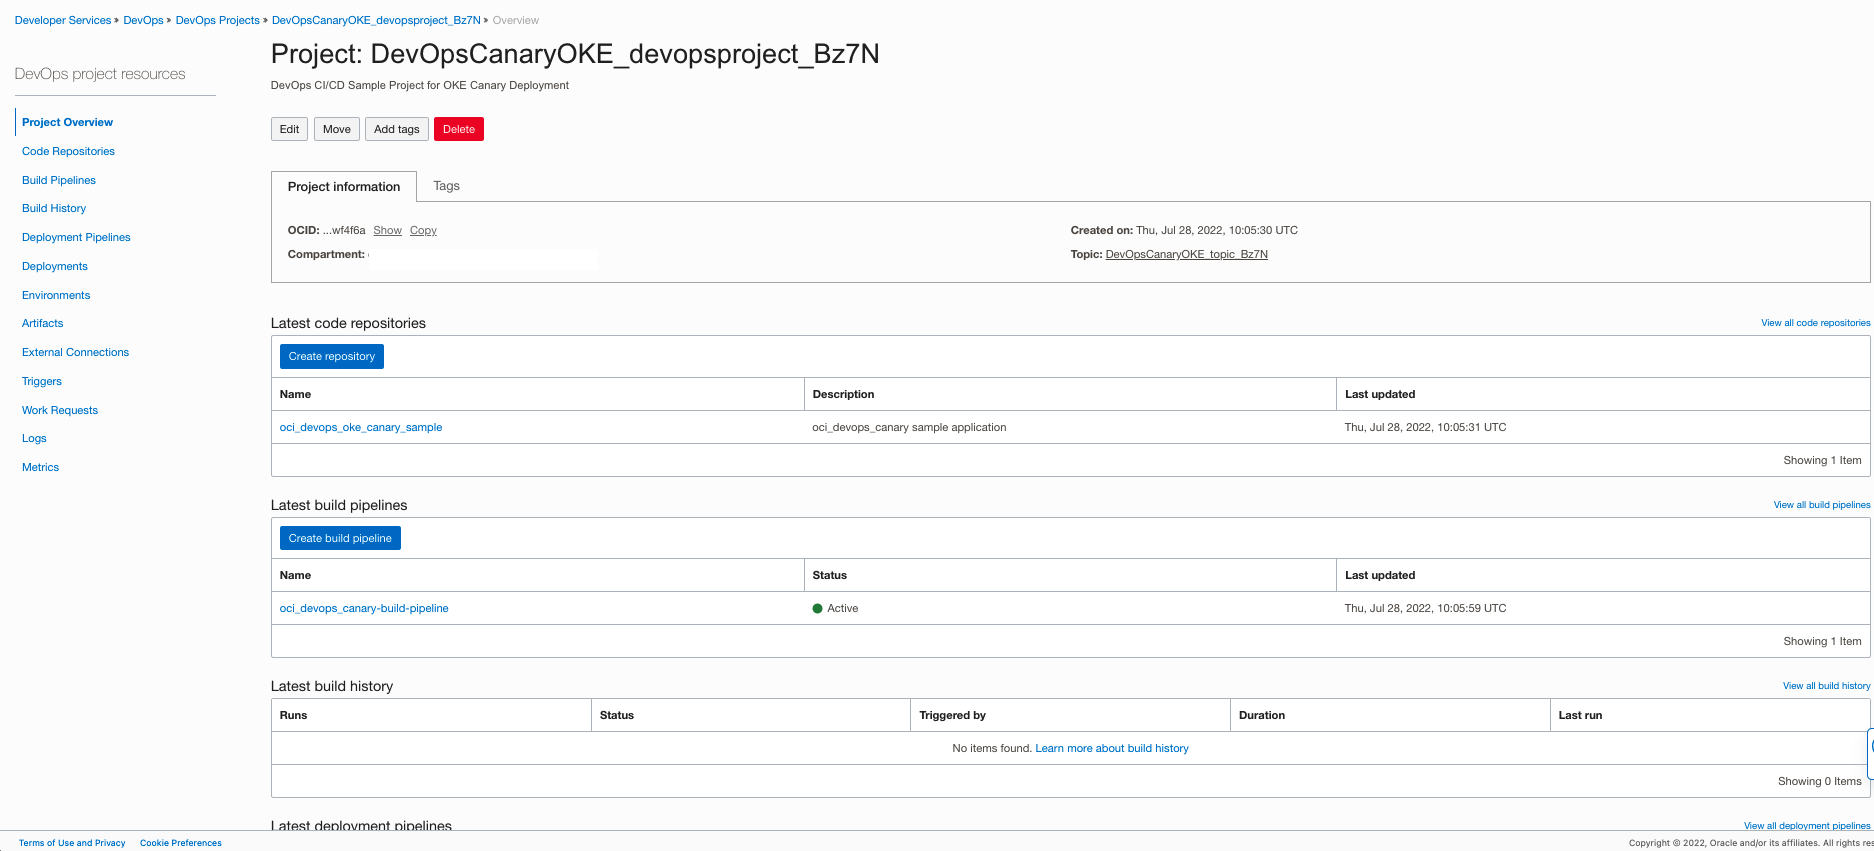 Developer Services » DevOps » DevOps Projects » DevOpsCanaryOKE_devopsproject_Bz7N » Overview
DevOps project resources
Project Overview
Code Repositories
Build Pipelines
Build History
Deployment Pipelines
Deployments
Environments
Artifacts
External Connections
Triggers
Work Requests
Logs
Metrics
Project: DevOpsCanaryOKE_devopsproject_Bz7N
DevOps CI/CD Sample Project for OKE Canary Deployment
Edit Move Add tags Delete
Project information Tags
OCID: ...wf4f6a Show Copy
Compartment:
Created on: Thu, Jul 28, 2022, 10:05:30 UTC
Topic: DevOpsCanaryOKE_topic_Bz7N
Latest code repositories View all code repositories
Create repository
Name Description Last updated
oci_devops_oke_canary_sample oci_devops_canary sample application Thu, Jul 28, 2022, 10:05:31 UTC
Showing 1 Item
Latest build pipelines View all build pipelines
Create build pipeline
Name Status Last updated
oci_devops_canary-build-pipeline Active Thu, Jul 28, 2022, 10:05:59 UTC
Showing 1 Item
Latest build history View all build history
Runs Status Triggered by Duration Last run
No items found. Learn more about build history
Showing 0 Items
Latest deployment pipelines View all deployment pipelines
Terms of Use and Privacy Cookie Preferences Copyright © 2022, Oracle and/or its affiliates. All rights res